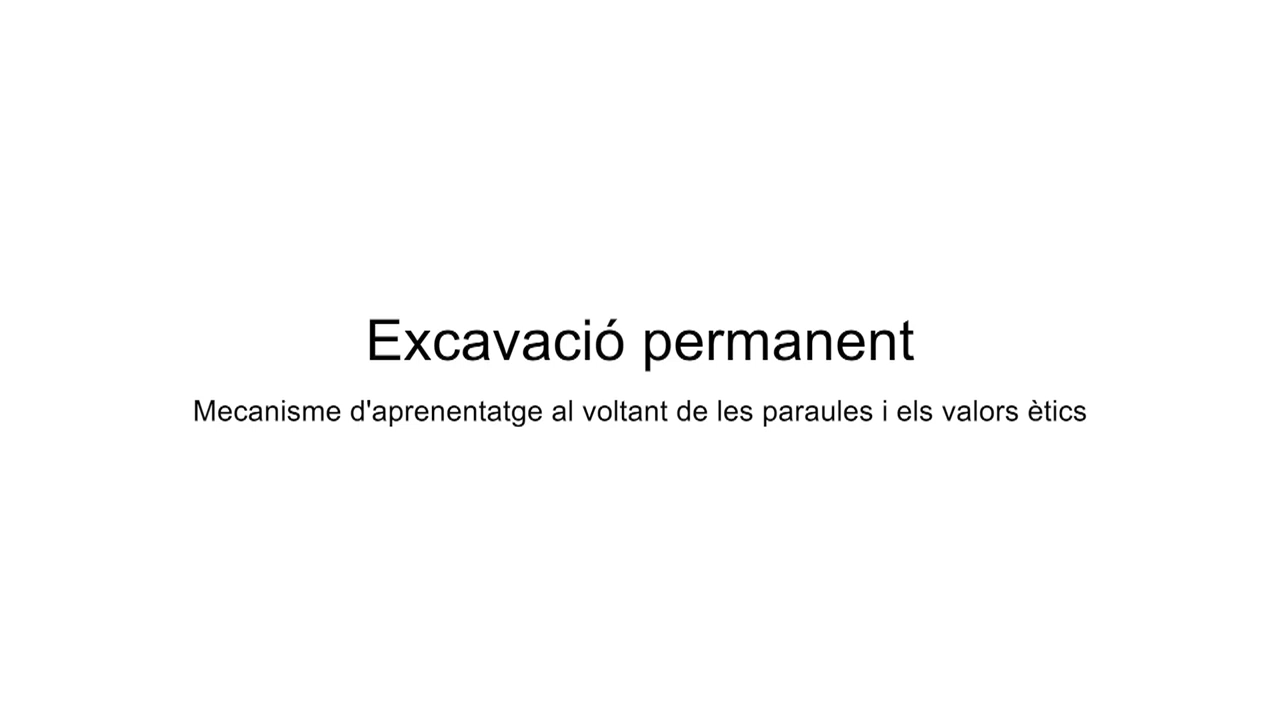 Excavació permanent
Mecanisme d'aprenentatge al voltant de les paraules i els valors ètics